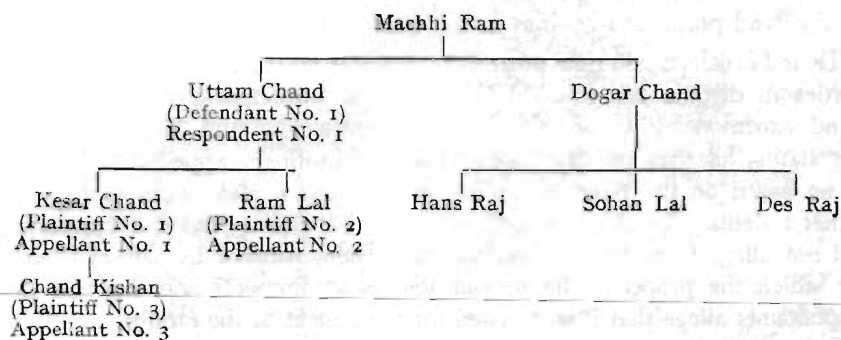 Machhi Ram
Uttam Chand Dogar Chand
(Defendant No. 1)
Respondent No. 1
Kesar Chand Ram Lal Hans Raj Sohan Lal Des Raj
(Plaintiff No. 1) (Plaintiff No. 2)
Appellant No. 1 Appellant No. 2
Chand Kishan
(Plaintiff No. 3)
Appellant No. 3